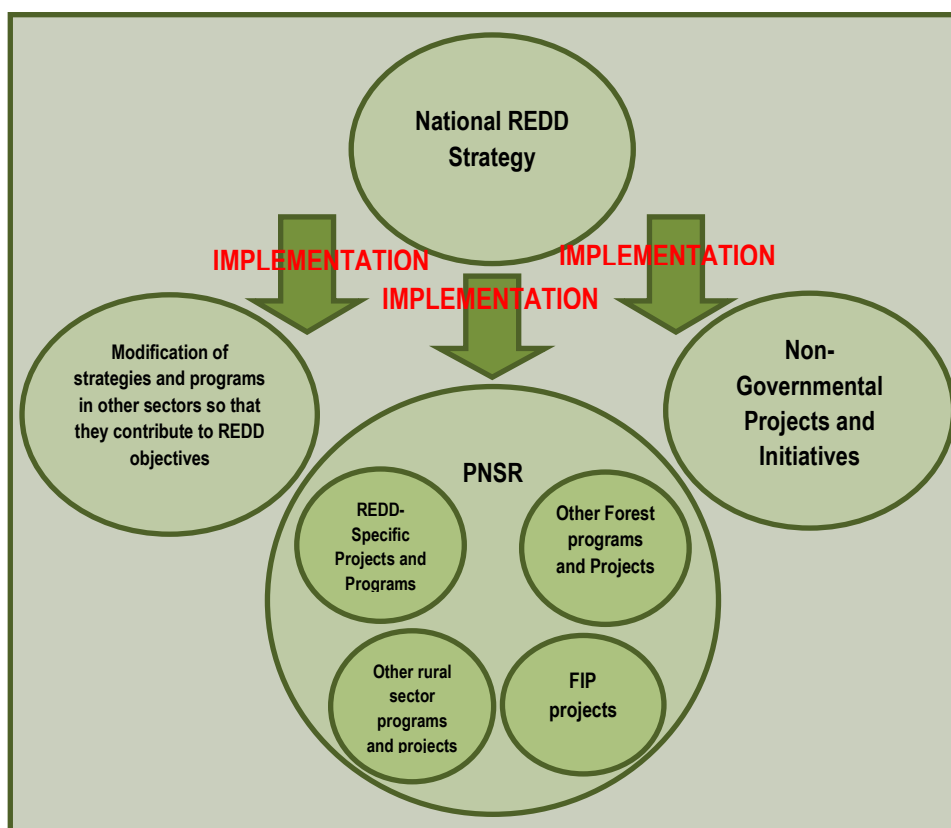 National REDD
Strategy
IMPLEMENTATION
IMPLEMENTATION
IMPLEMENTATION
Modification of
strategies and programs
in other sectors so that
they contribute to REDD
objectives
Non-
Governmental
Projects and
Initiatives
PNSR
REDD-
Specific
Projects and
Programs
Other Forest
programs
and Projects
Other rural
sector
programs
and projects
FIP
projects